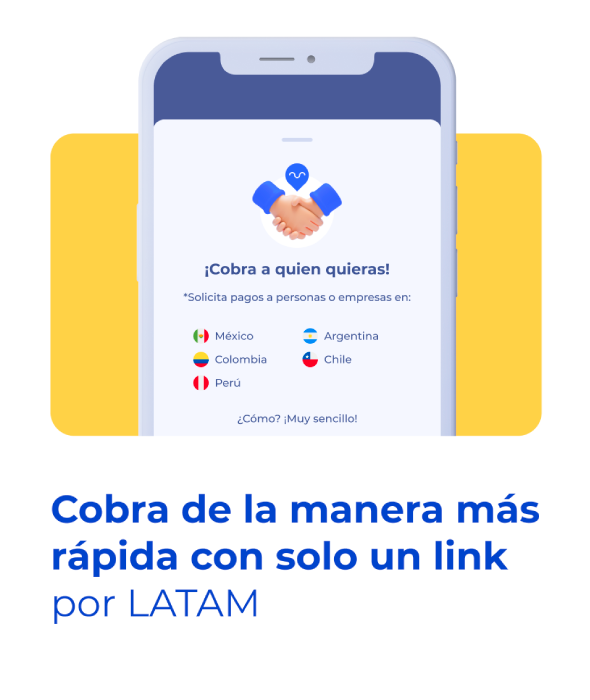 ¡Cobra a quien quieras!
*Solicita pagos a personas o empresas en:
México
Argentina
Colombia
Chile
Perú
¿Cómo? ¡Muy sencillo!
Cobra de la manera más
rápida con solo un link
por LATAM